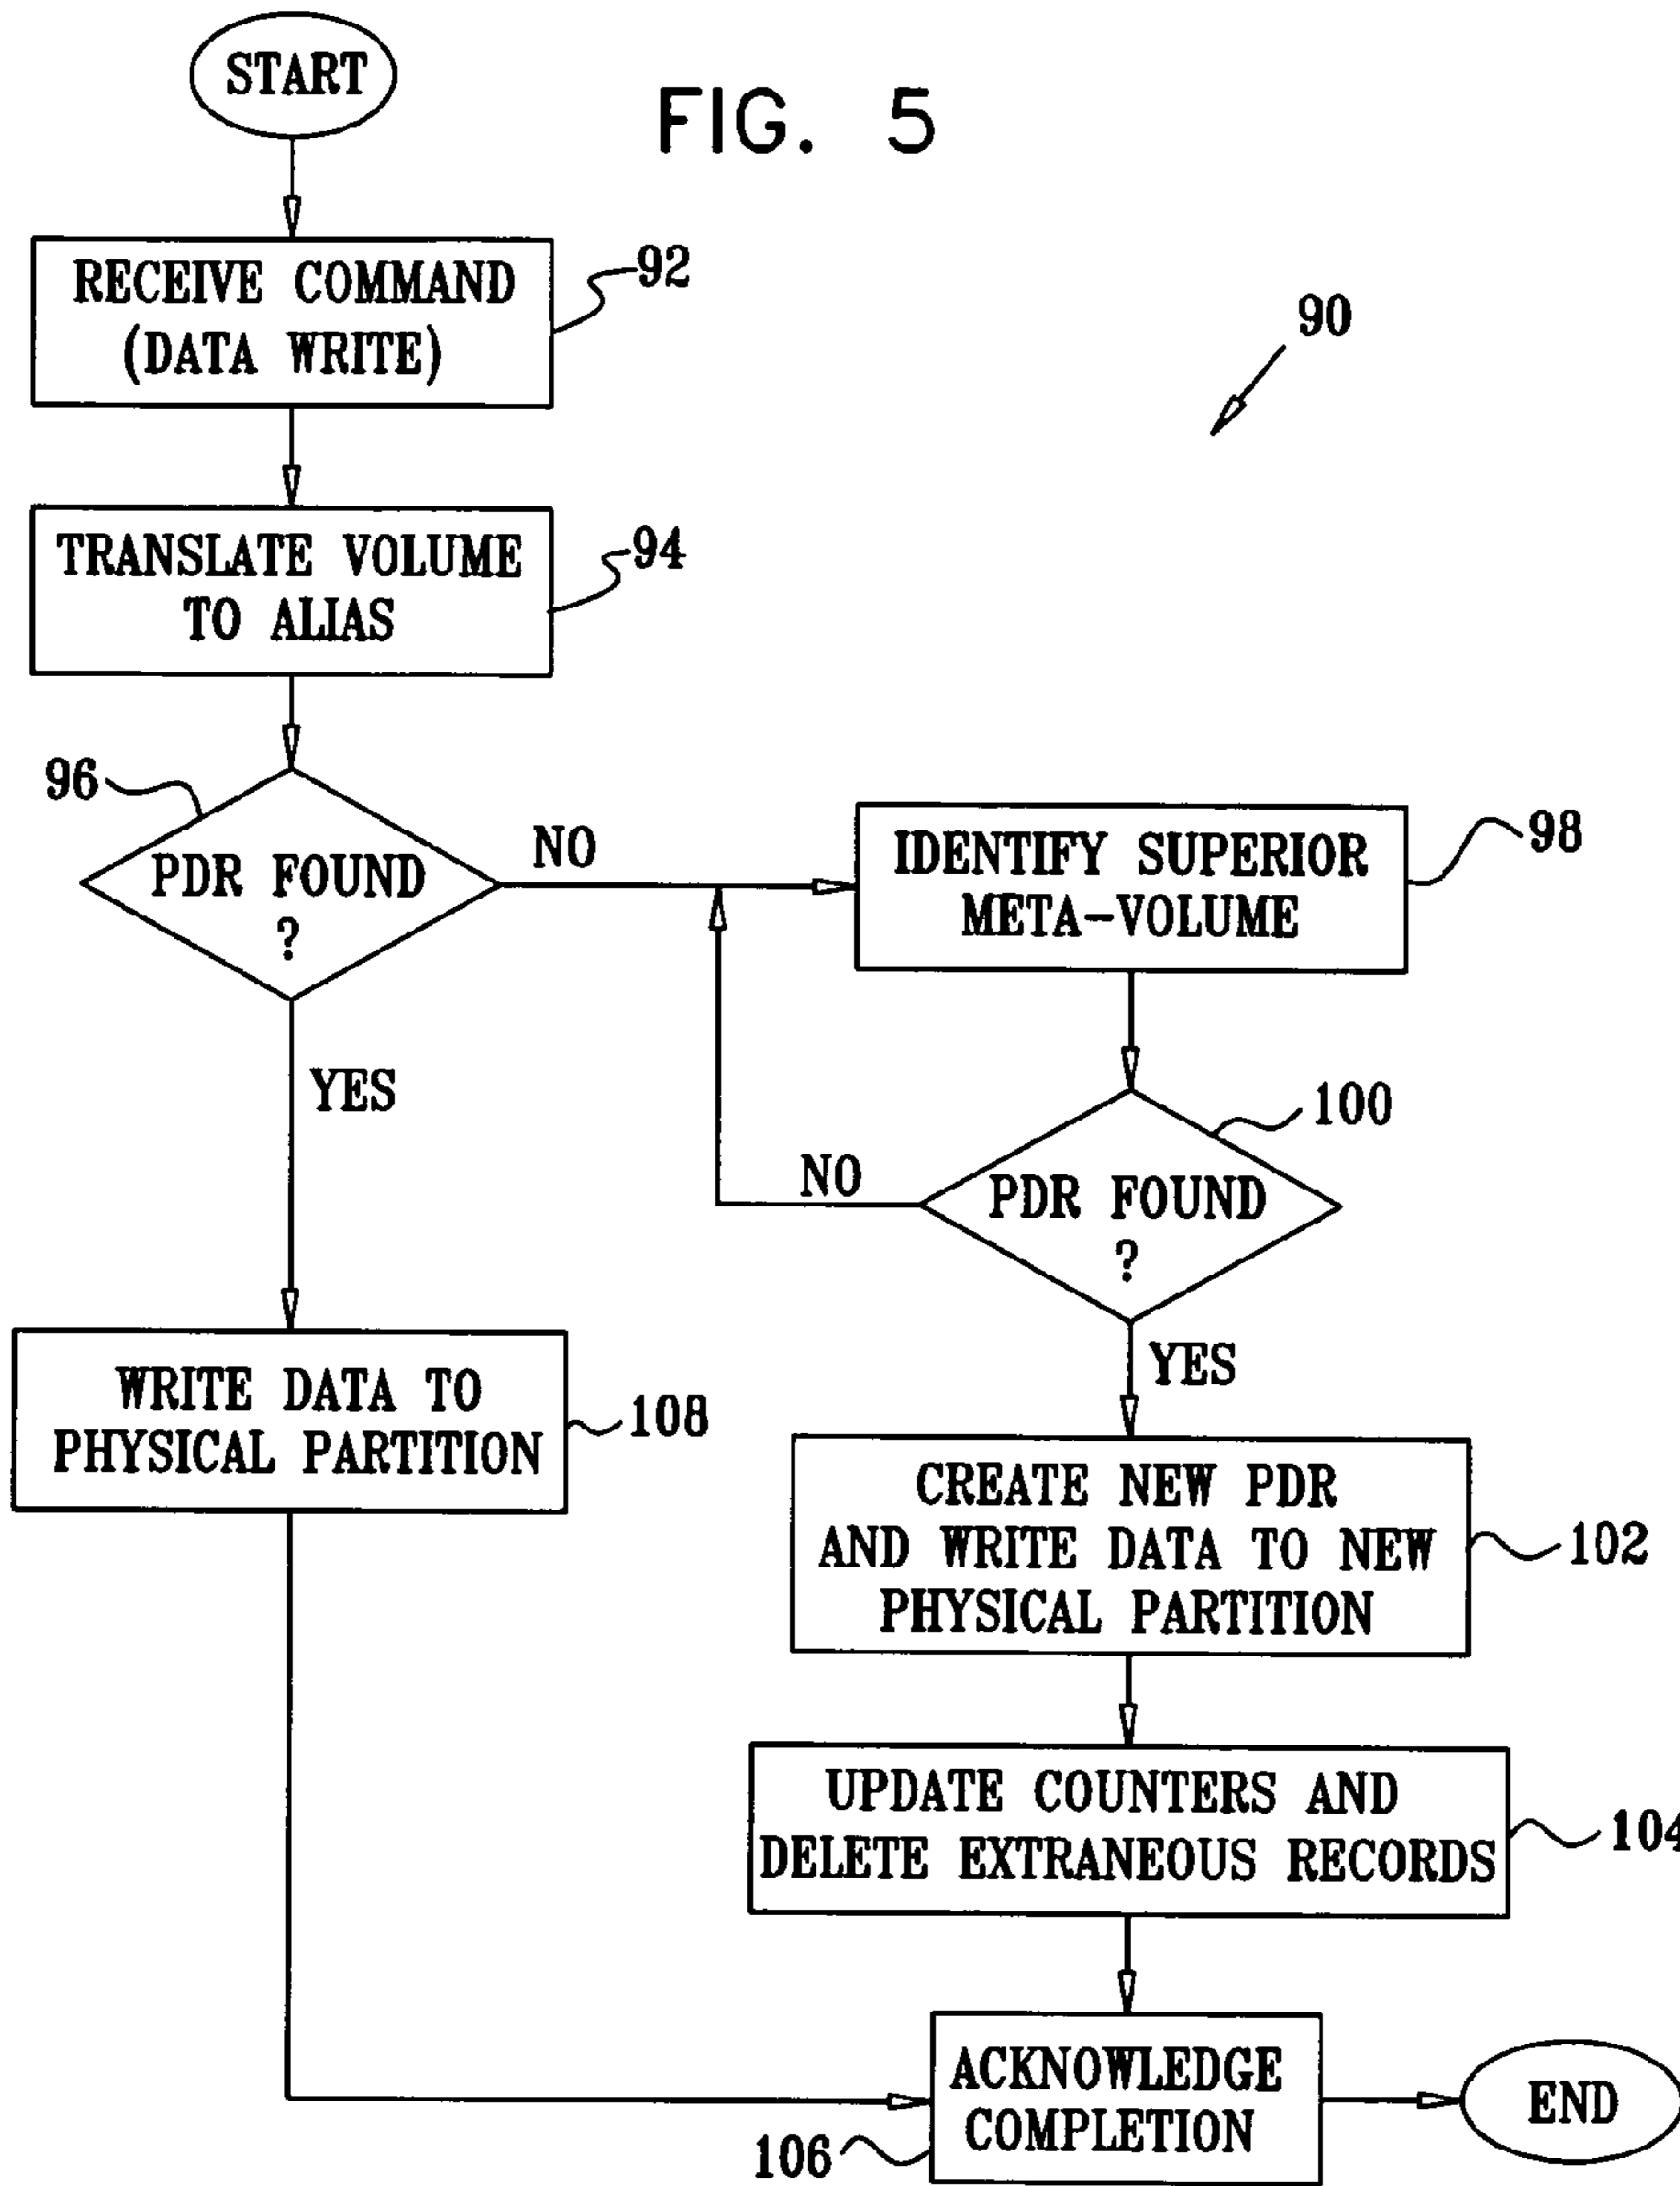 START
FIG. 5
RECEIVE COMMAND
(DATA WRITE)
92
90
TRANSLATE VOLUME
TO ALIAS
94
96
PDR FOUND
?
NO
IDENTIFY SUPERIOR
META-VOLUME
98
YES
100
NO
PDR FOUND
?
YES
WRITE DATA TO
PHYSICAL PARTITION
108
CREATE NEW PDR
AND WRITE DATA TO NEW
PHYSICAL PARTITION
102
UPDATE COUNTERS AND
DELETE EXTRANEOUS RECORDS
104
ACKNOWLEDGE
COMPLETION
106
END